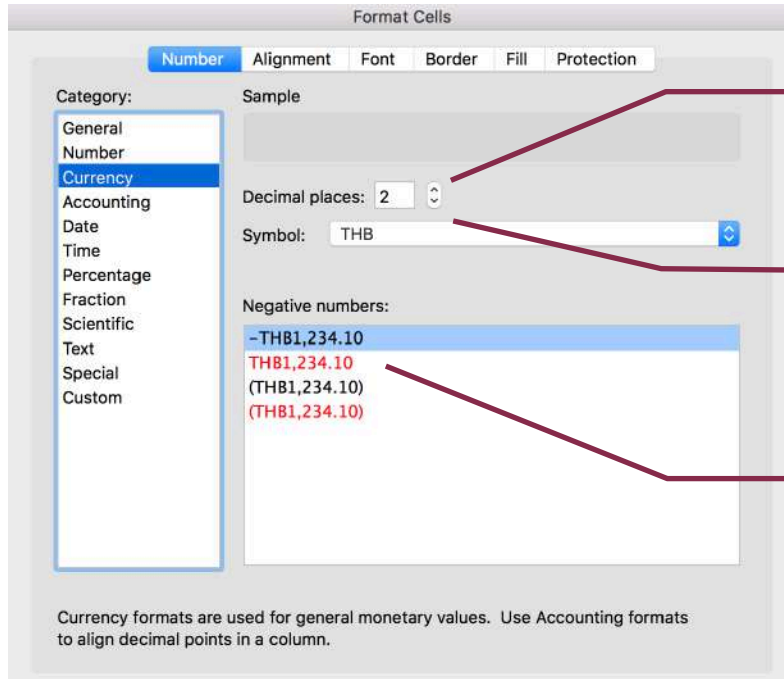 Format Cells
Number Alignment Font Border Fill Protection
Category:
General
Number
Currency
Accounting
Date
Time
Percentage
Fraction
Scientific
Text
Special
Custom
Sample
Decimal places: 2
Symbol: THB
Negative numbers:
-THB1,234.10
THB1,234.10
(THB1,234.10)
(THB1,234.10)
Currency formats are used for general monetary values. Use Accounting formats
to align decimal points in a column.